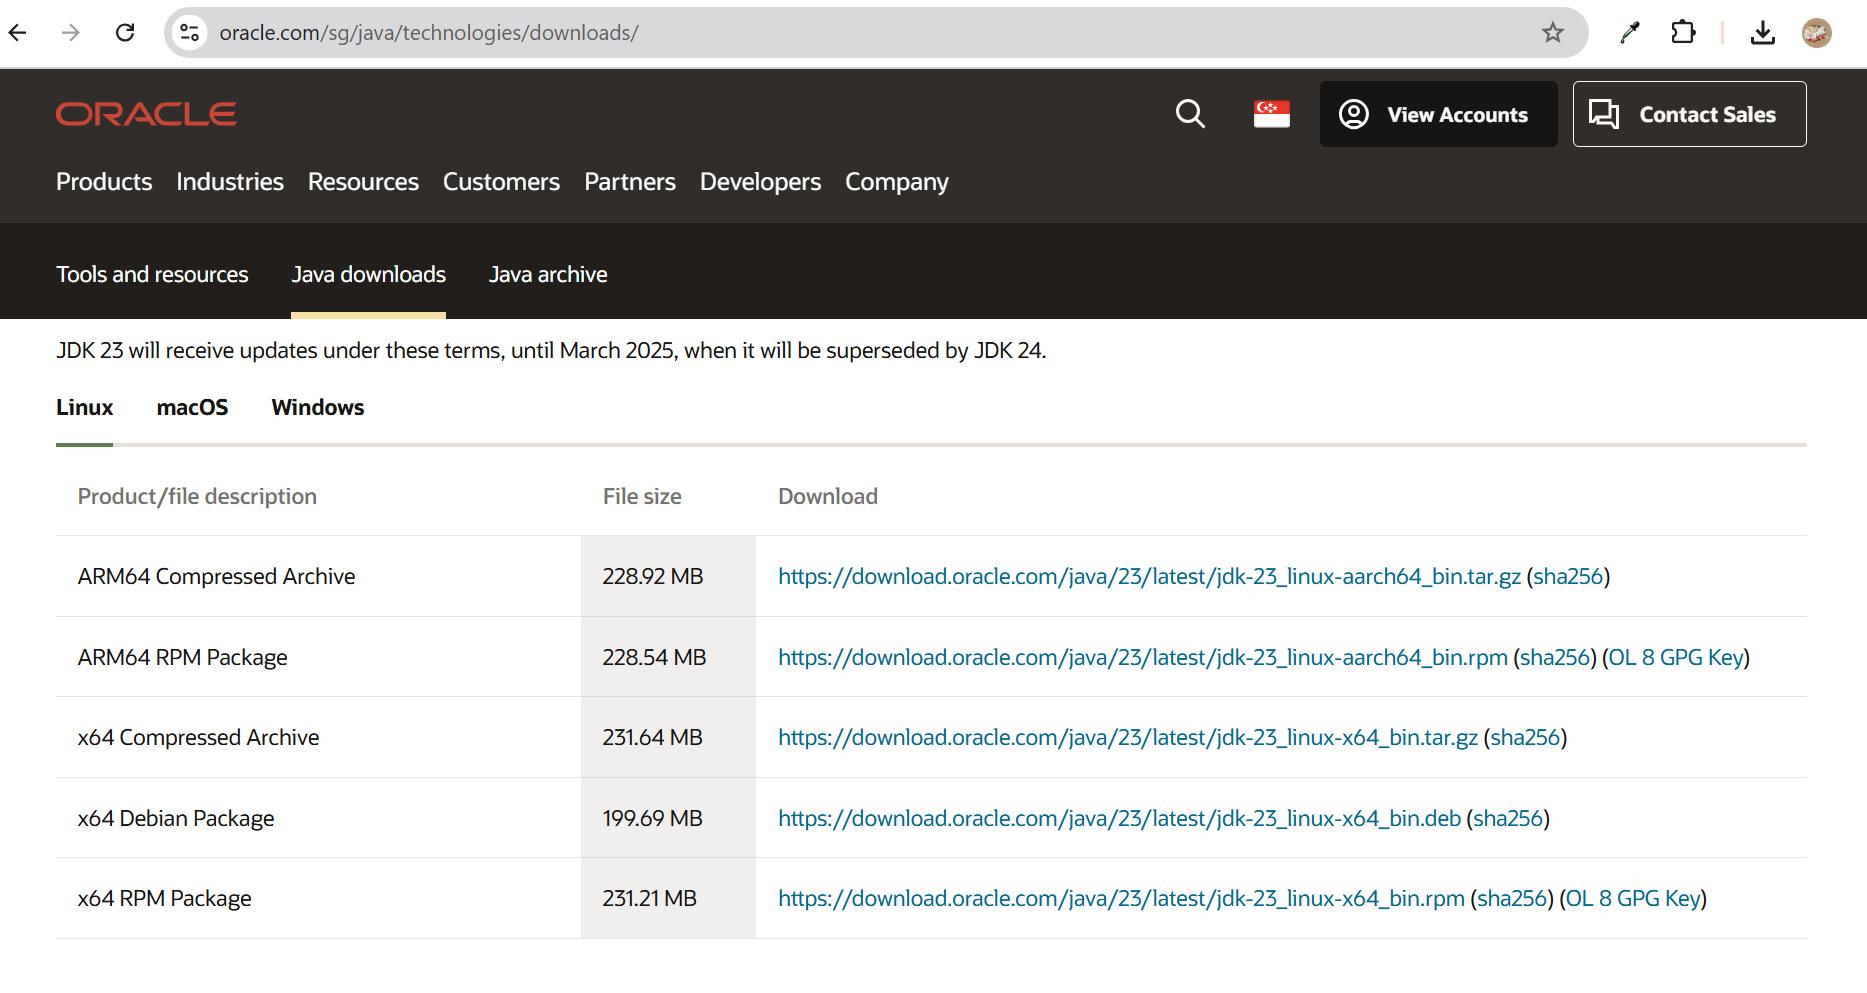 oracle.com/sg/java/technologies/downloads/
ORACLE
View Accounts
Contact Sales
Products Industries Resources Customers Partners Developers Company
Tools and resources Java downloads Java archive
JDK 23 will receive updates under these terms, until March 2025, when it will be superseded by JDK 24.
Linux macOS Windows
Product/file description File size Download
ARM64 Compressed Archive 228.92 MB https://download.oracle.com/java/23/latest/jdk-23_linux-aarch64_bin.tar.gz (sha256)
ARM64 RPM Package 228.54 MB https://download.oracle.com/java/23/latest/jdk-23_linux-aarch64_bin.rpm (sha256) (OL 8 GPG Key)
x64 Compressed Archive 231.64 MB https://download.oracle.com/java/23/latest/jdk-23_linux-x64_bin.tar.gz (sha256)
x64 Debian Package 199.69 MB https://download.oracle.com/java/23/latest/jdk-23_linux-x64_bin.deb (sha256)
x64 RPM Package 231.21 MB https://download.oracle.com/java/23/latest/jdk-23_linux-x64_bin.rpm (sha256) (OL 8 GPG Key)